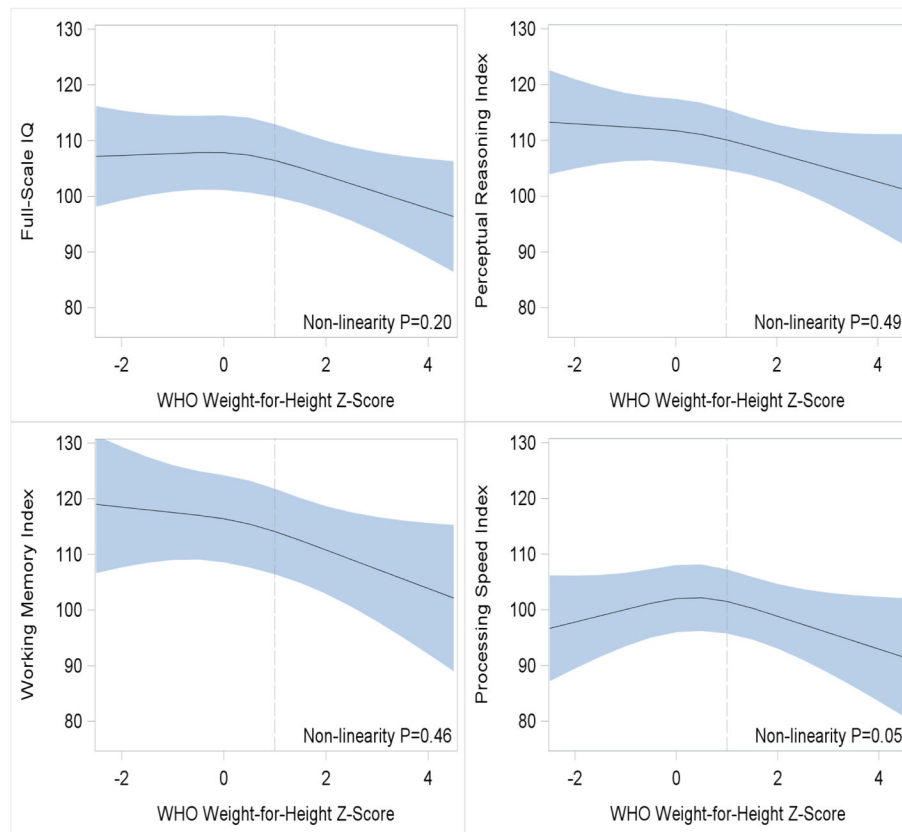 Full-Scale IQ
130
120
110
100
90
80
Non-linearity P=0.20
-2 0 2 4
WHO Weight-for-Height Z-Score
Perceptual Reasoning Index
130
120
110
100
90
80
Non-linearity P=0.49
-2 0 2 4
WHO Weight-for-Height Z-Score
Working Memory Index
130
120
110
100
90
80
Non-linearity P=0.46
-2 0 2 4
WHO Weight-for-Height Z-Score
Processing Speed Index
130
120
110
100
90
80
Non-linearity P=0.05
-2 0 2 4
WHO Weight-for-Height Z-Score